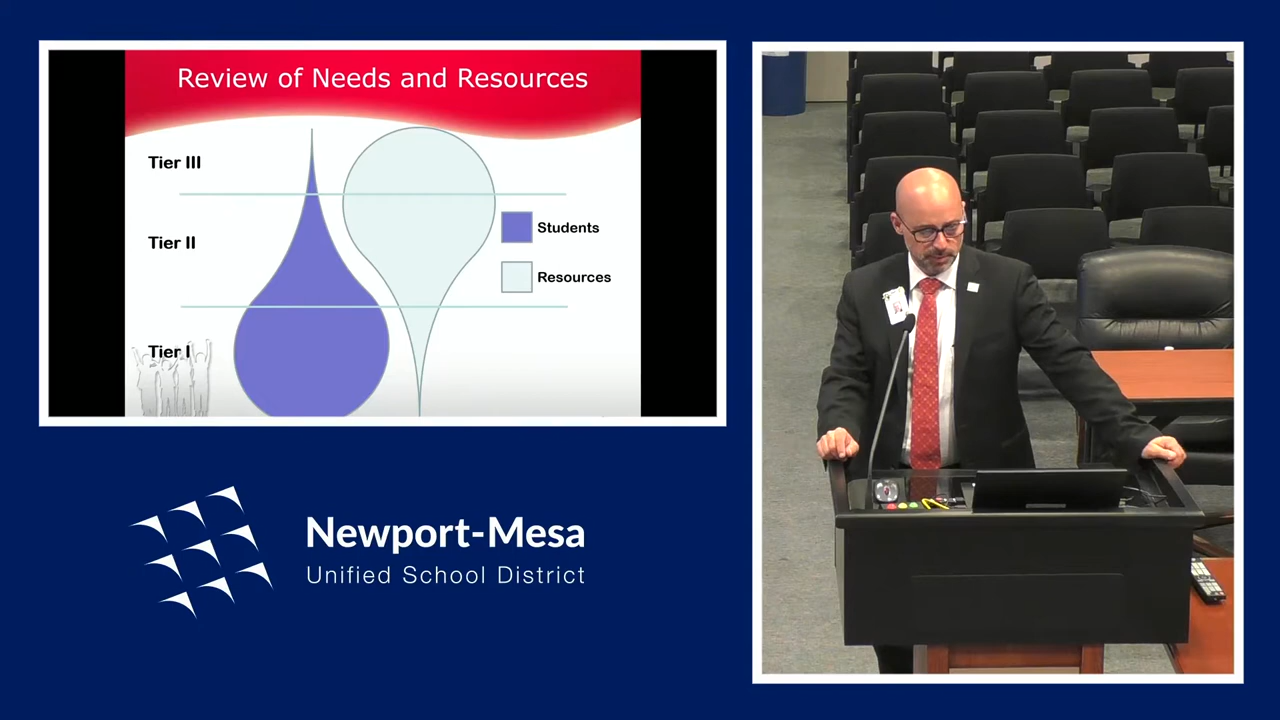 Review of Needs and Resources
Tier III
Tier II
Students
Resources
Tier I
Newport-Mesa
Unified School District